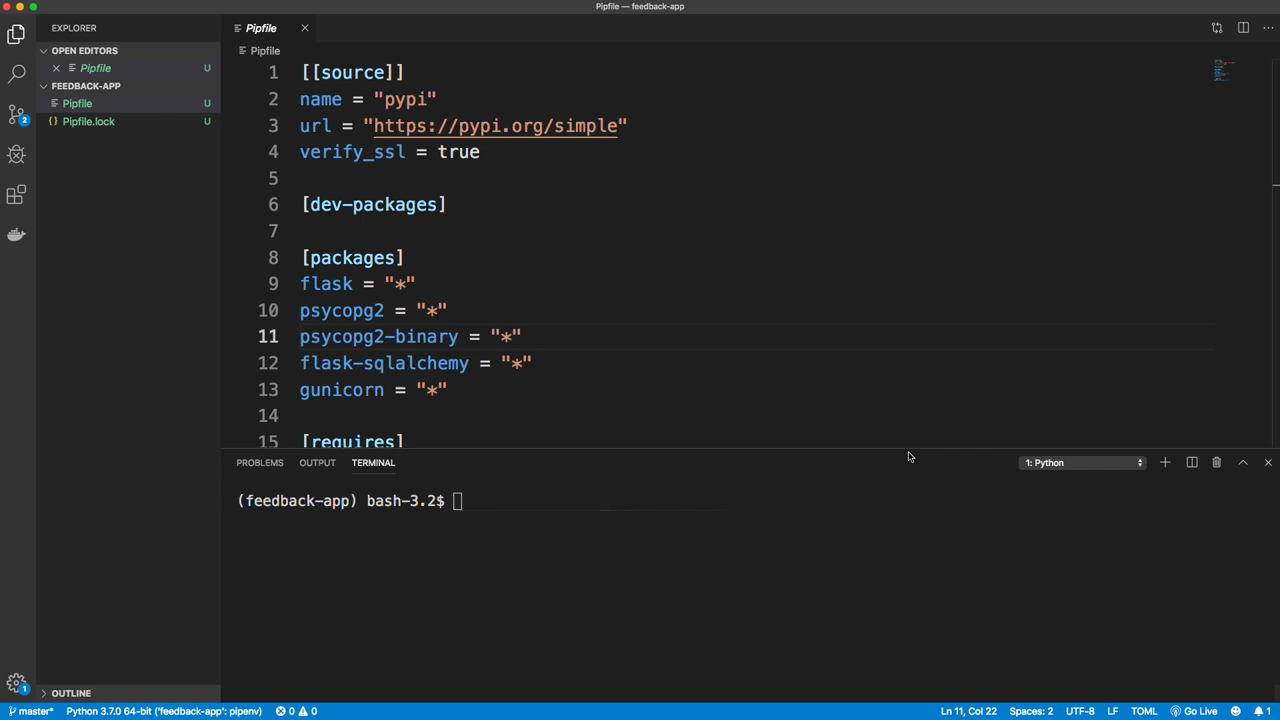 Pipfile — feedback-app
EXPLORER
OPEN EDITORS
Pipfile U
FEEDBACK-APP
Pipfile U
Pipfile.lock U
OUTLINE
Pipfile
Pipfile
1 [[source]]
2 name = "pypi"
3 url = "https://pypi.org/simple"
4 verify_ssl = true
5
6 [dev-packages]
7
8 [packages]
9 flask = "*"
10 psycopg2 = "*"
11 psycopg2-binary = "*"
12 flask-sqlalchemy = "*"
13 gunicorn = "*"
14
15 [requires]
PROBLEMS OUTPUT TERMINAL 1: Python
(feedback-app) bash-3.2$
2
1
master* Python 3.7.0 64-bit ('feedback-app': pipenv) 0 0 Ln 11, Col 22 Spaces: 2 UTF-8 LF TOML Go Live 1